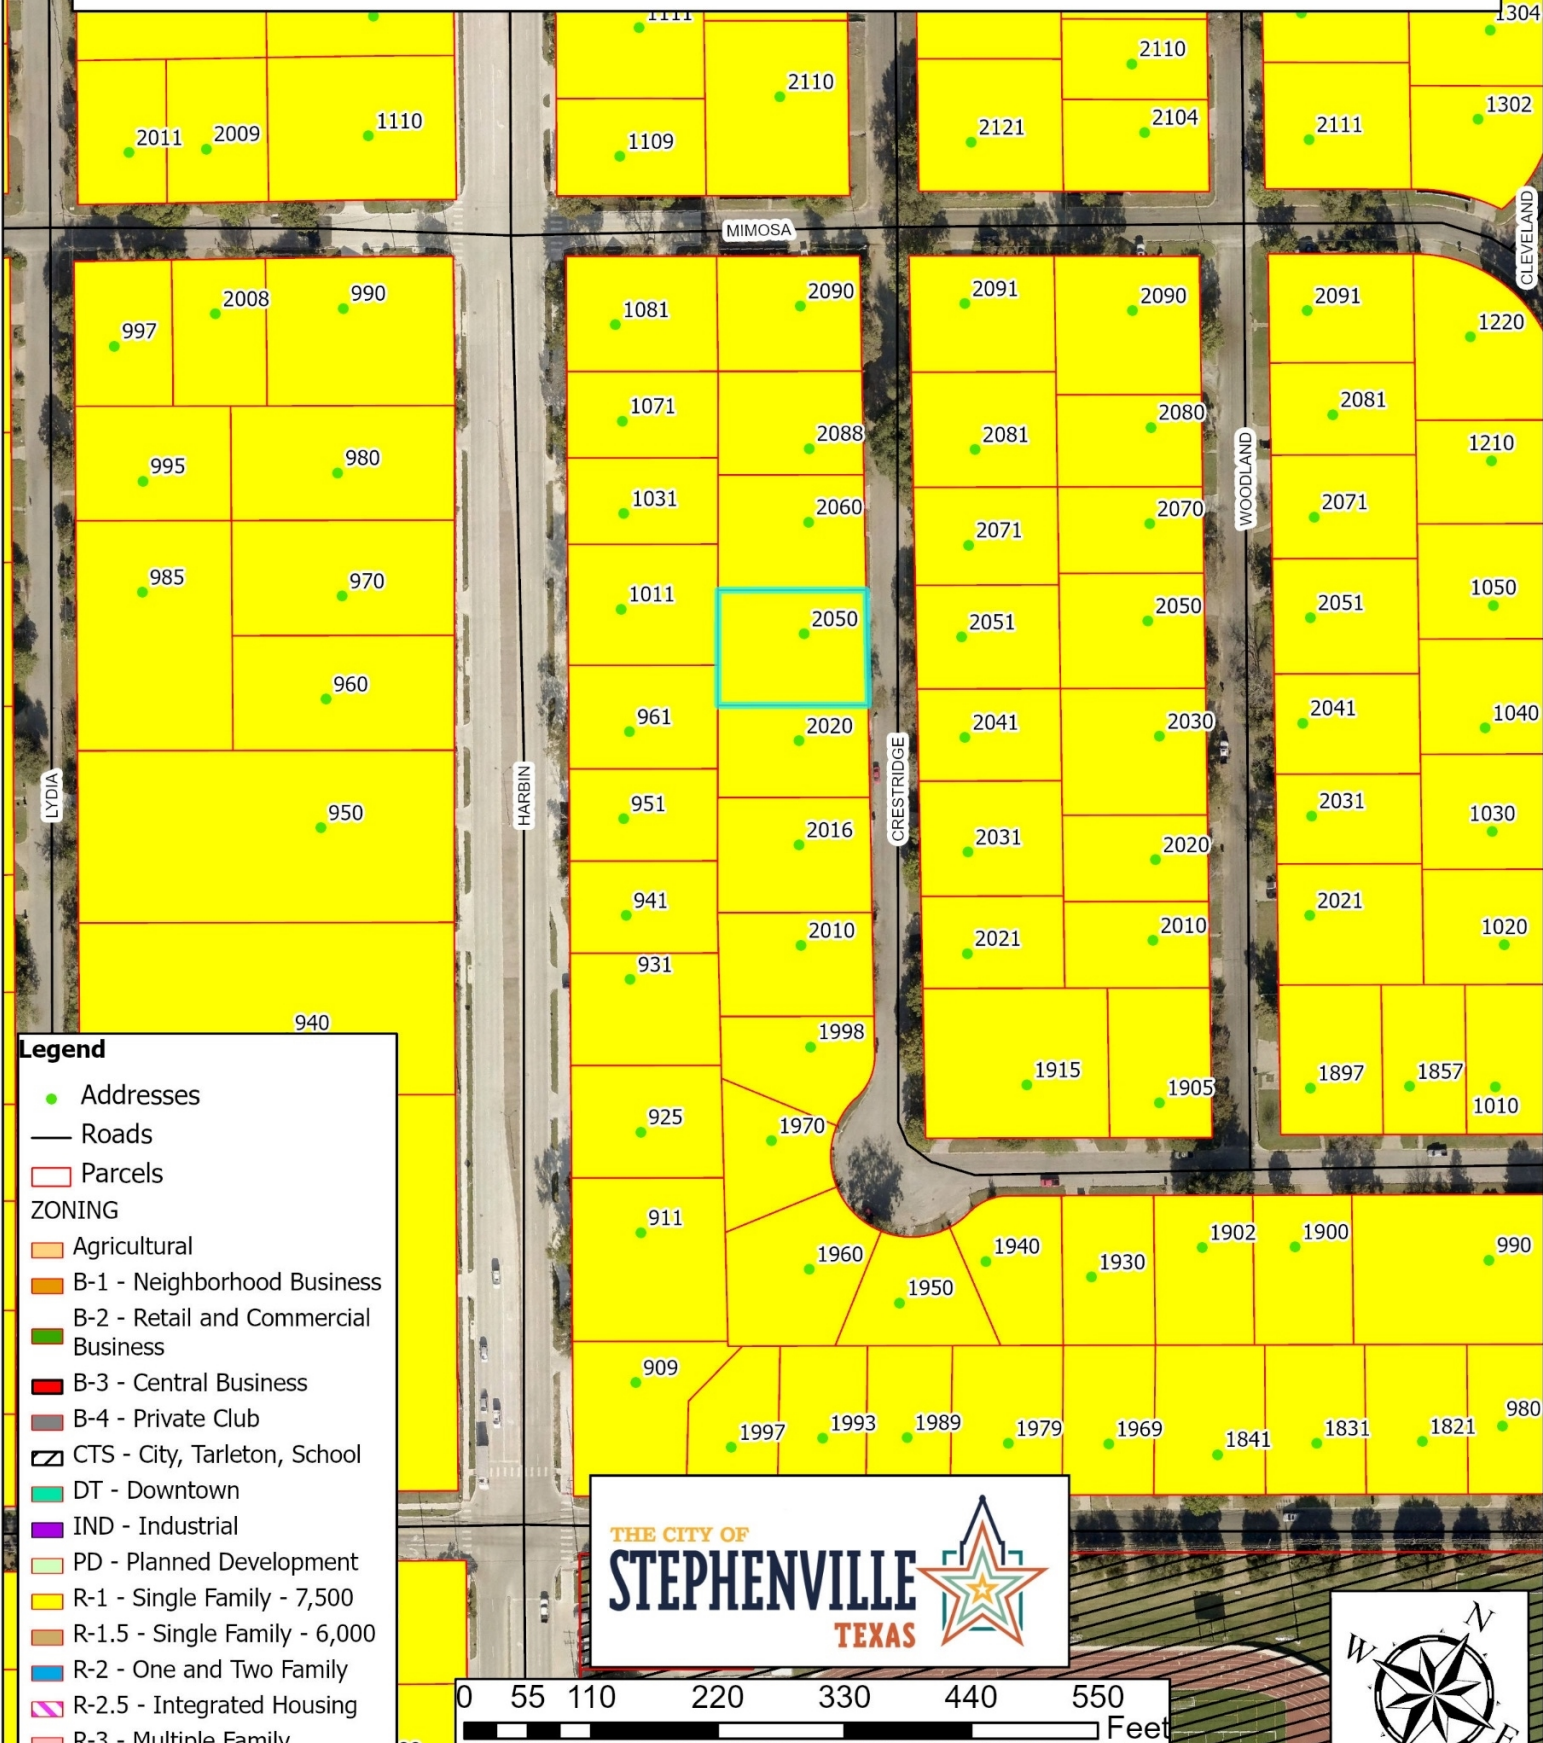 1111
1304
2110
2110
2011
2009
1110
1109
2121
2104
2111
1302
MIMOSA
CLEVELAND
997
2008
990
1081
2090
2091
2090
2091
1220
1071
2088
2081
2080
2081
1210
995
980
1031
2060
2071
2070
WOODLAND
2071
985
970
1011
2050
2051
2050
2051
1050
960
961
2020
2041
2030
2041
1040
LYDIA
HARBIN
CRESTRIDGE
950
951
2016
2031
2020
2031
1030
941
2010
2021
2010
2021
1020
931
940
1998
1915
1905
1897
1857
1010
925
1970
911
1960
1950
1940
1930
1902
1900
990
909
1997
1993
1989
1979
1969
1841
1831
1821
980
Legend
Addresses
Roads
Parcels
ZONING
Agricultural
B-1 - Neighborhood Business
B-2 - Retail and Commercial
Business
B-3 - Central Business
B-4 - Private Club
CTS - City, Tarleton, School
DT - Downtown
IND - Industrial
PD - Planned Development
R-1 - Single Family - 7,500
R-1.5 - Single Family - 6,000
R-2 - One and Two Family
R-2.5 - Integrated Housing
R-3 - Multiple Family
THE CITY OF
STEPHENVILLE
TEXAS
N
W
E
0 55 110 220 330 440 550
Feet